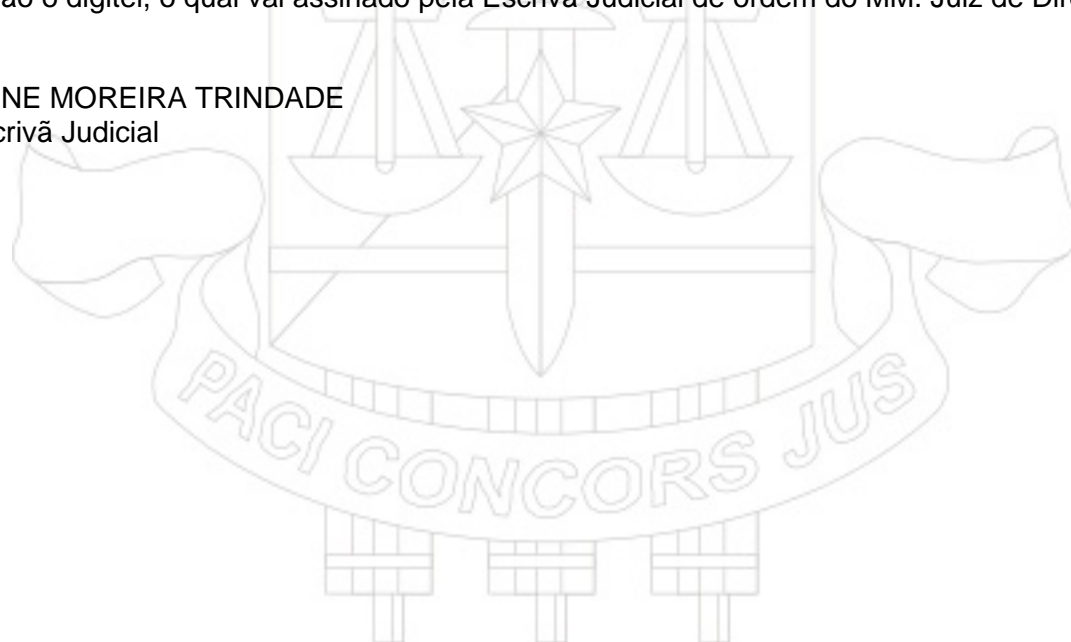 ão o digitei, o qual vai assinado pela Escrivã Judicial de ordem do MM. Juiz de
NE MOREIRA TRINDADE
crivã Judicial
PACI CONCORS JUS